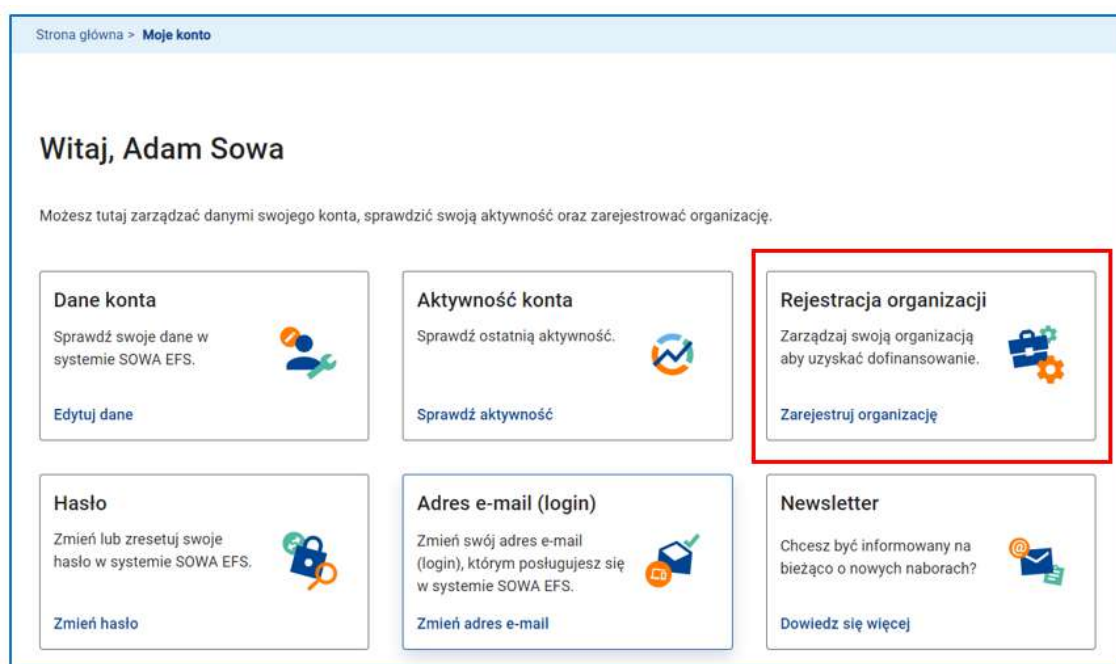 Strona główna > Moje konto
Witaj, Adam Sowa
Możesz tutaj zarządzać danymi swojego konta, sprawdzić swoją aktywność oraz zarejestrować organizację.
Dane konta
Sprawdź swoje dane w
systemie SOWA EFS.
Edytuj dane
Aktywność konta
Sprawdź ostatnią aktywność.
Sprawdź aktywność
Rejestracja organizacji
Zarządzaj swoją organizacją
aby uzyskać dofinansowanie.
Zarejestruj organizację
Hasło
Zmień lub zresetuj swoje
hasło w systemie SOWA EFS.
Zmień hasło
Adres e-mail (login)
Zmień swój adres e-mail
(login), którym posługujesz się
w systemie SOWA EFS.
Zmień adres e-mail
Newsletter
Chcesz być informowany na
bieżąco o nowych naborach?
Dowiedz się więcej